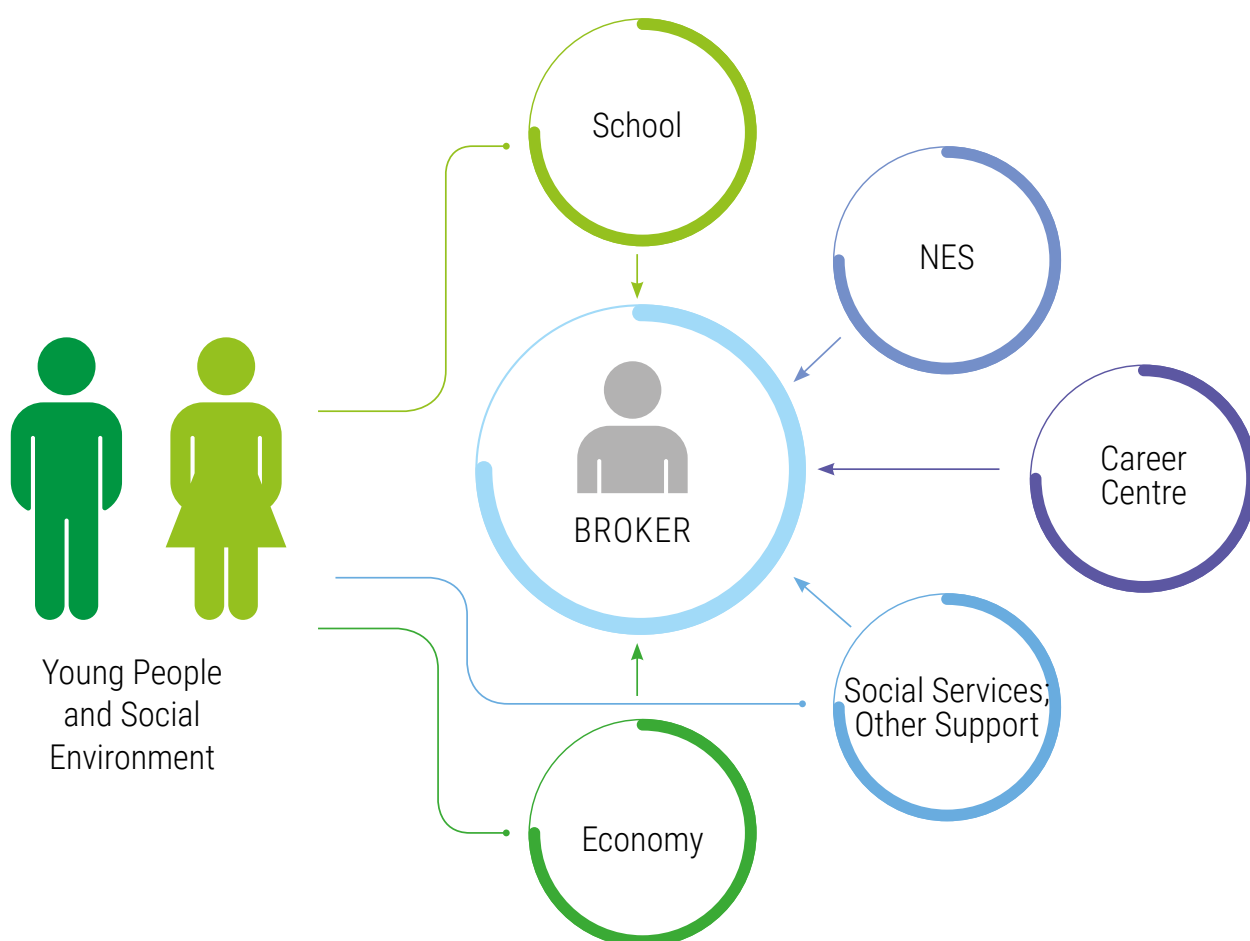 School
NES
Career
Centre
BROKER
Young People
and Social
Environment
Social Services;
Other Support
Economy